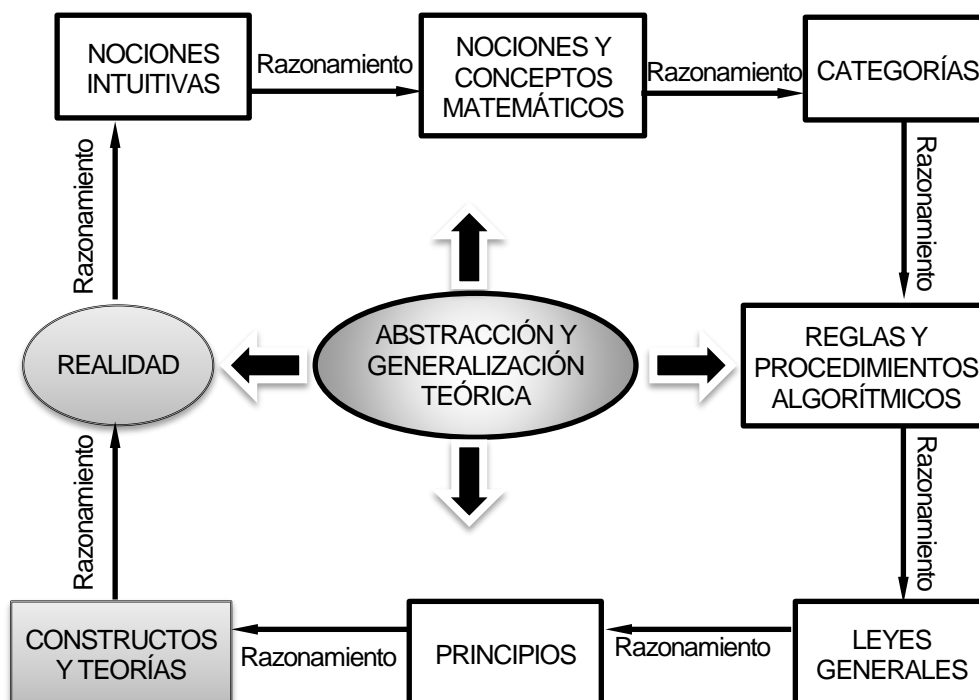 NOCIONES
INTUITIVAS
Razonamiento
NOCIONES Y
CONCEPTOS
MATEMÁTICOS
Razonamiento
CATEGORÍAS
Razonamiento
Razonamiento
REALIDAD
ABSTRACCIÓN Y
GENERALIZACIÓN
TEÓRICA
REGLAS Y
PROCEDIMIENTOS
ALGORÍTMICOS
Razonamiento
Razonamiento
CONSTRUCTOS
Y TEORÍAS
Razonamiento
PRINCIPIOS
Razonamiento
LEYES
GENERALES